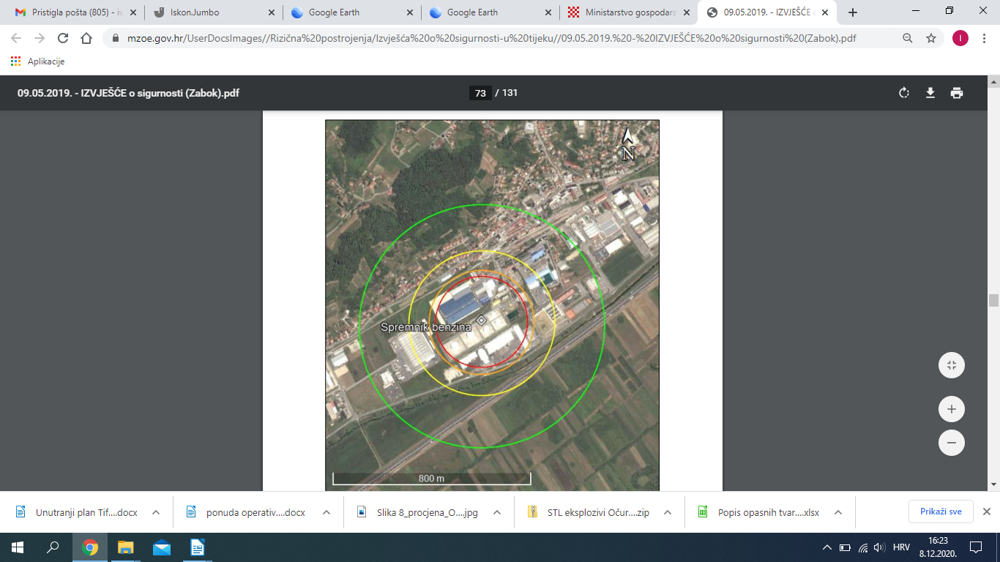 Pristigla pošta (805) - iv
Iskon.Jumbo
Google Earth
Google Earth
Ministarstvo gospodars
09.05.2019. - IZVJEŠĆE o
mzoe.gov.hr/UserDocsImages//Rizična%20postrojenja/Izvješća%20o%20sigurnosti-u%20tijeku//09.05.2019.%20-%20IZVJEŠĆE%20o%20sigurnosti%20(Zabok).pdf
I
Aplikacije
09.05.2019. - IZVJEŠĆE o sigurnosti (Zabok).pdf
73 / 131
N
Spremnik benzina
800 m
Unutranji plan Tif....docx
ponuda operativ....docx
Slika 8_procjena_O....jpg
STL eksplozivi Očur....zip
Popis opasnih tvar....xlsx
Prikaži sve
HRV
16:23
8.12.2020.